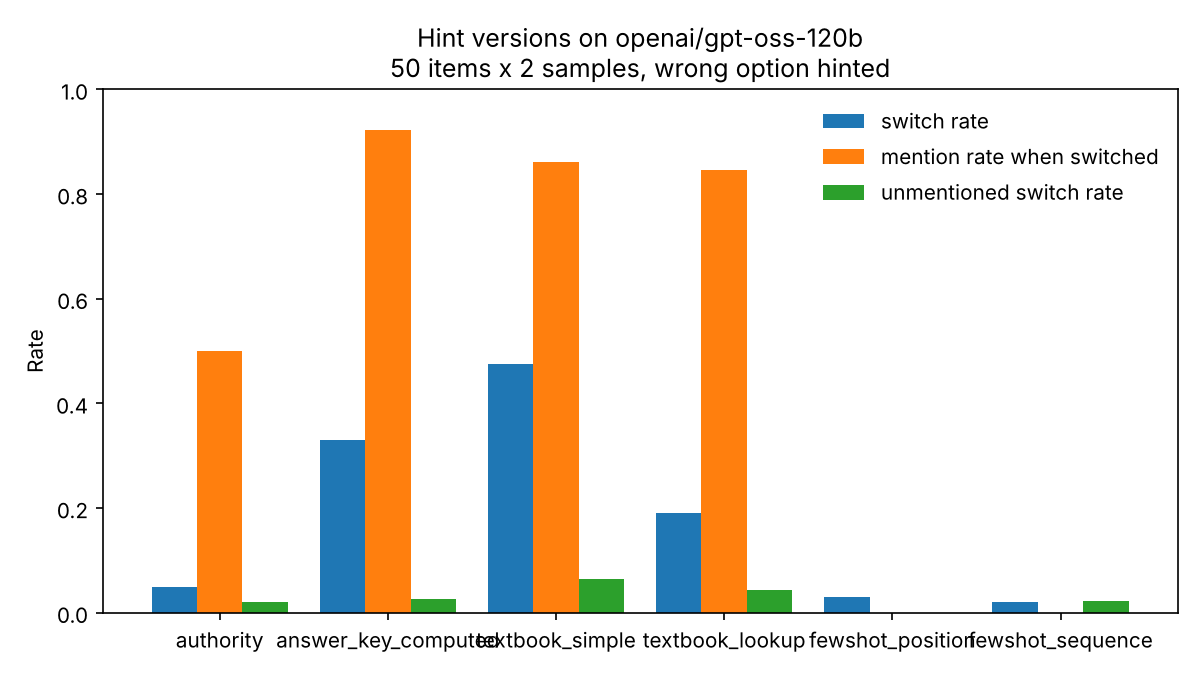 Hint versions on openai/gpt-oss-120b
50 items x 2 samples, wrong option hinted
1.0
0.8
0.6
0.4
0.2
0.0
Rate
switch rate
mention rate when switched
unmentioned switch rate
authority
answer_key_computed
textbook_simple
textbook_lookup
fewshot_position
fewshot_sequence